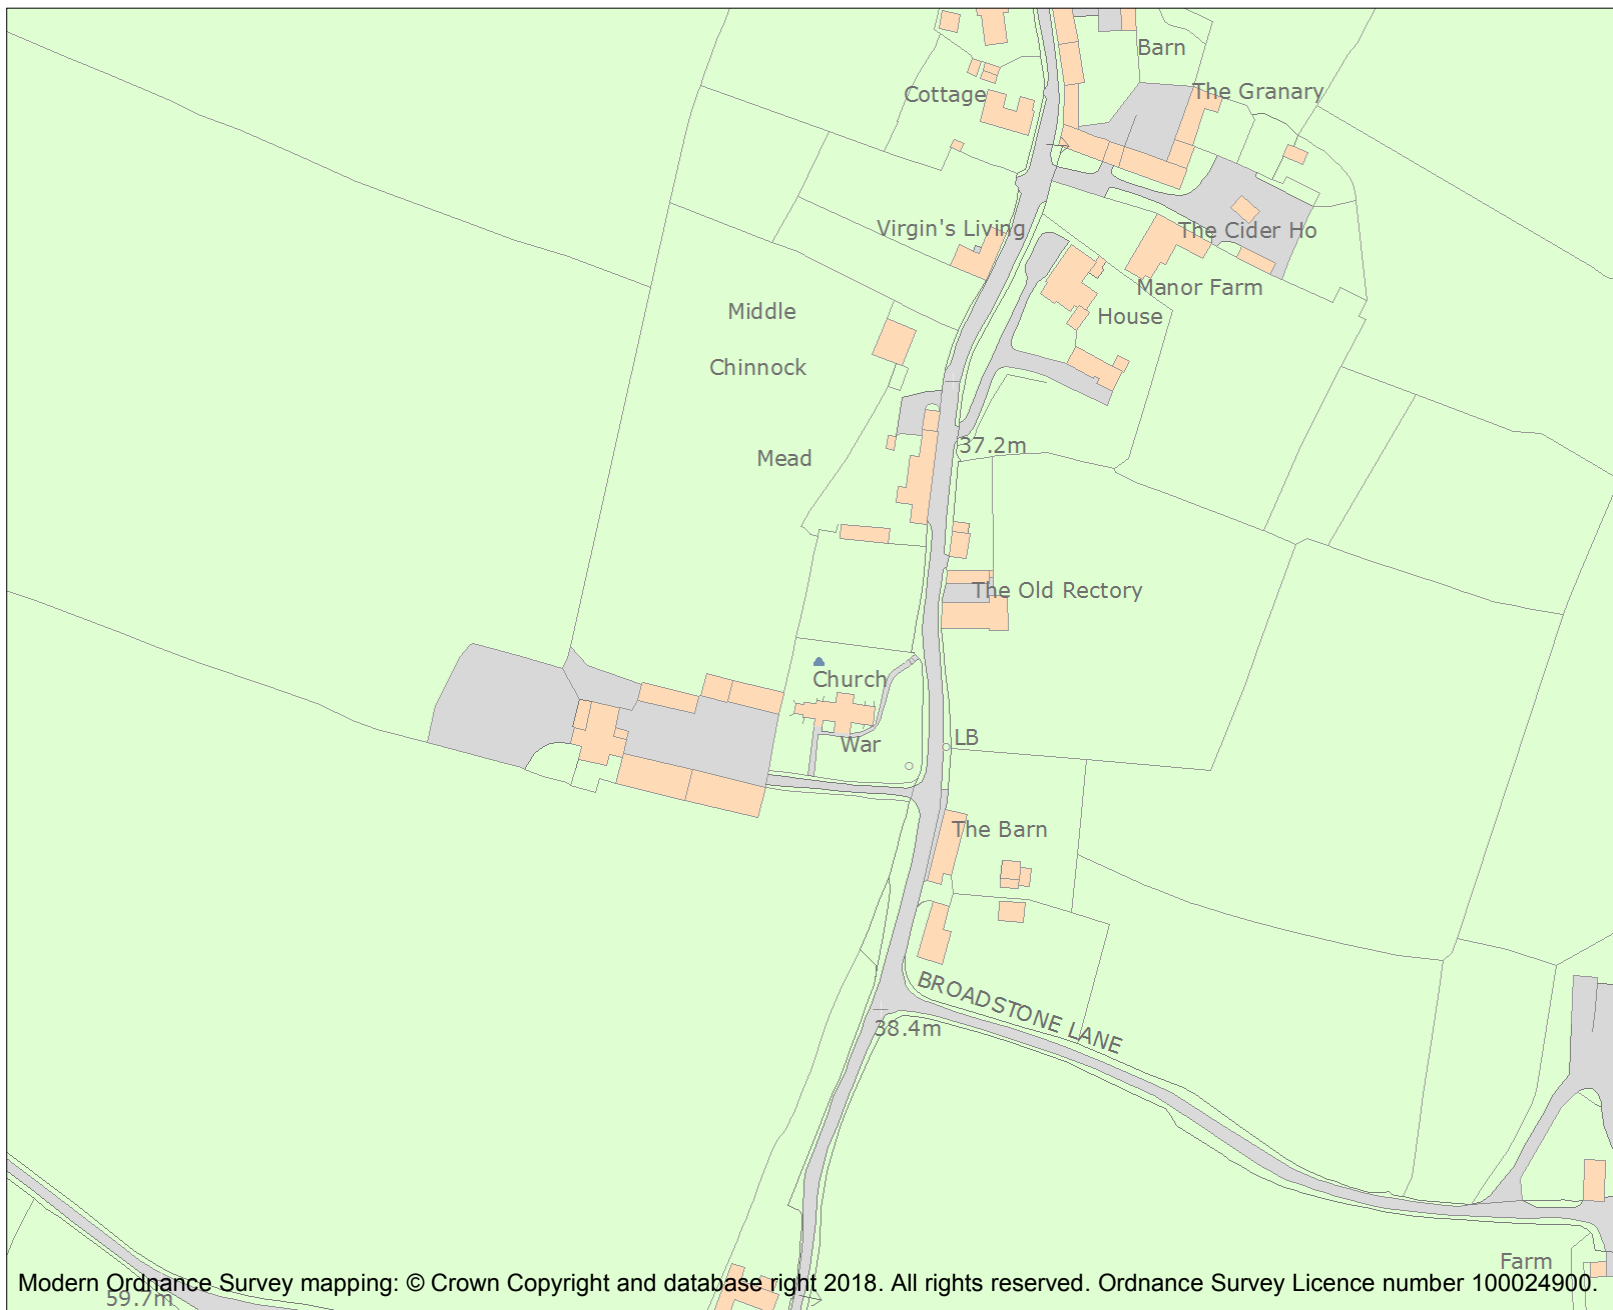 Barn
The Granary
Cottage
Virgin's Living
The Cider Ho
Manor Farm
House
Middle
Chinnock
37.2m
Mead
The Old Rectory
Church
War
LB
The Barn
BROADSTONE LANE
38.4m
Farm
Modern Ordnance Survey mapping: © Crown Copyright and database right 2018. All rights reserved. Ordnance Survey Licence number 100024900.
59.7m